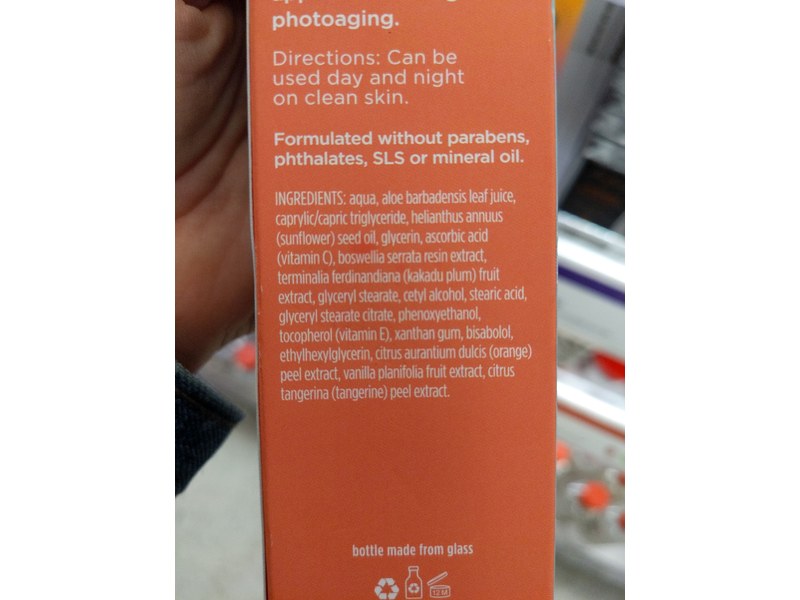 photoaging.
Directions: Can be
used day and night
on clean skin.
Formulated without parabens,
phthalates, SLS or mineral oil.
INGREDIENTS: aqua, aloe barbadensis leaf juice,
caprylic/capric triglyceride, helianthus annuus
(sunflower) seed oil, glycerin, ascorbic acid
(vitamin C), boswellia serrata resin extract,
terminalia ferdinandiana (kakadu plum) fruit
extract, glyceryl stearate, cetyl alcohol, stearic acid,
glyceryl stearate citrate, phenoxyethanol,
tocopherol (vitamin E), xanthan gum, bisabolol,
ethylhexylglycerin, citrus aurantium dulcis (orange)
peel extract, vanilla planifolia fruit extract, citrus
tangerina (tangerine) peel extract.
bottle made from glass
12 M